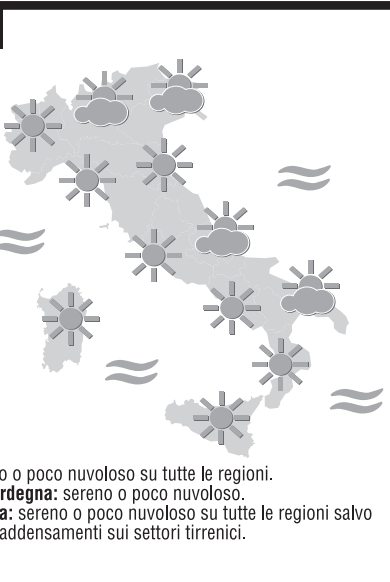 o o poco nuvoloso su tutte le regioni.
rdegna: sereno o poco nuvoloso.
a: sereno o poco nuvoloso su tutte le regioni salvo
addensamenti sui settori tirrenici.